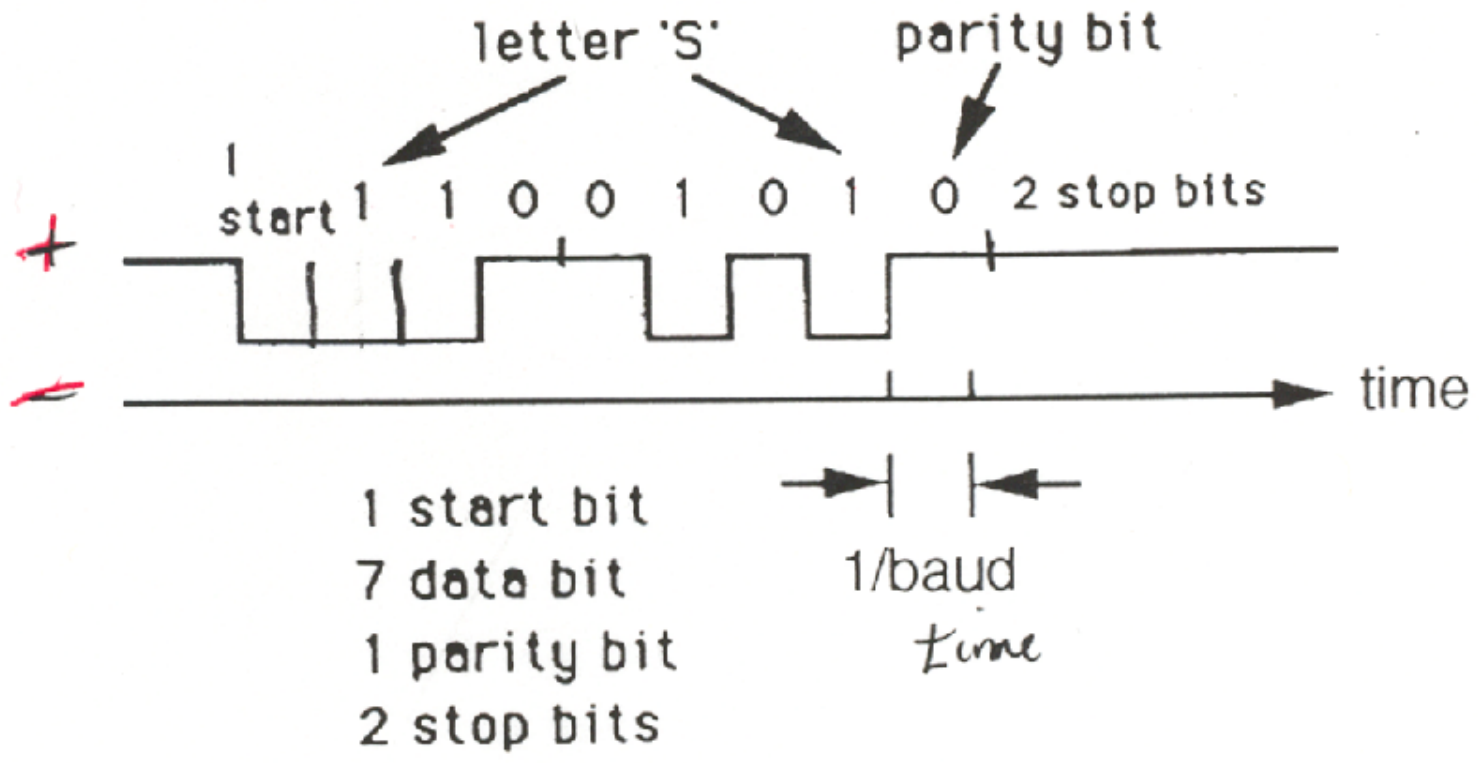 letter 'S' parity bit
1
start 1 1 0 0 1 0 1 0 2 stop bits
+
− time
1 start bit
7 data bit 1/baud
1 parity bit time
2 stop bits